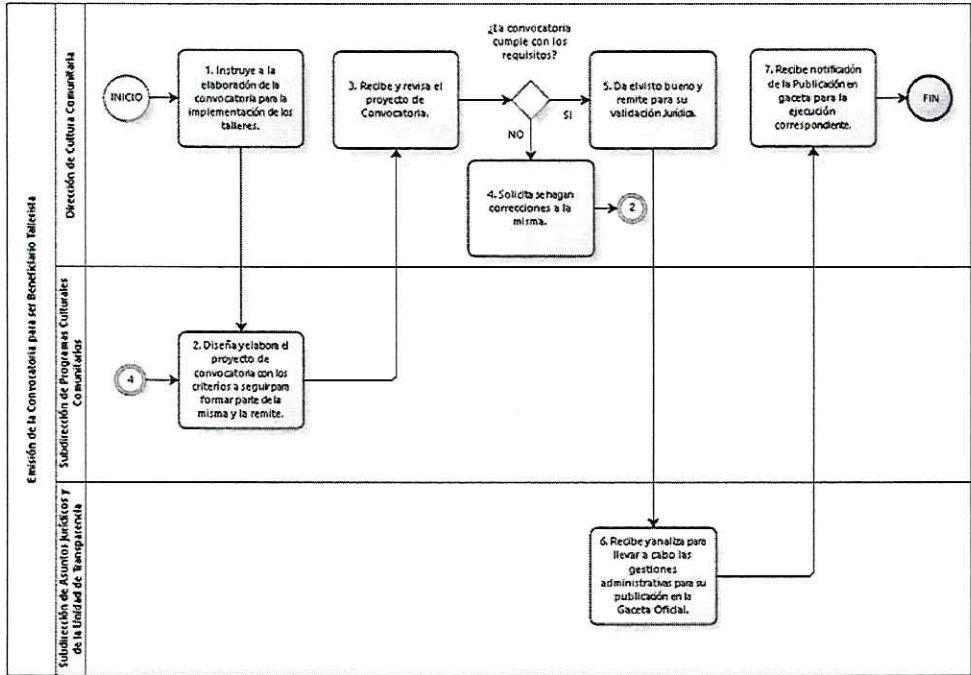 Emisión de la Convocatoria para ser Beneficiario Tallerista
Dirección de Cultura Comunitaria
INICIO
1. Instruye a la
elaboración de la
convocatoria para la
implementación de los
talleres.
3. Recibe y revisa el
proyecto de
Convocatoria.
¿La convocatoria
cumple con los
requisitos?
SI
NO
4. Solicita se hagan
correcciones a la
misma.
2
5. Da el visto bueno y
remite para su
validación Jurídica.
7. Recibe notificación
de la Publicación en
gaceta para la
ejecución
correspondiente.
FIN
Subdirección de Programas Culturales
Comunitarios
4
2. Diseña y elabora el
proyecto de
convocatoria con los
criterios a seguir para
formar parte de la
misma y la remite.
Subdirección de Asuntos Jurídicos y
de la Unidad de Transparencia
6. Recibe y analiza para
llevar a cabo las
gestiones
administrativas para su
publicación en la
Gaceta Oficial.